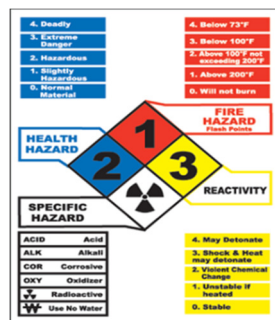 4. Deadly
3. Extreme
Danger
2. Hazardous
1. Slightly
Hazardous
0. Normal
Material
4. Below 73°F
3. Below 100°F
2. Above 100°F not
exceeding 200°F
1. Above 200°F
0. Will not burn
FIRE
HAZARD
Flash Points
HEALTH
HAZARD
1
2
3
REACTIVITY
SPECIFIC
HAZARD
ACID Acid
ALK Alkali
COR Corrosive
OXY Oxidizer
Radioactive
W Use No Water
4. May Detonate
3. Shock & Heat
may detonate
2. Violent Chemical
Change
1. Unstable if
heated
0. Stable